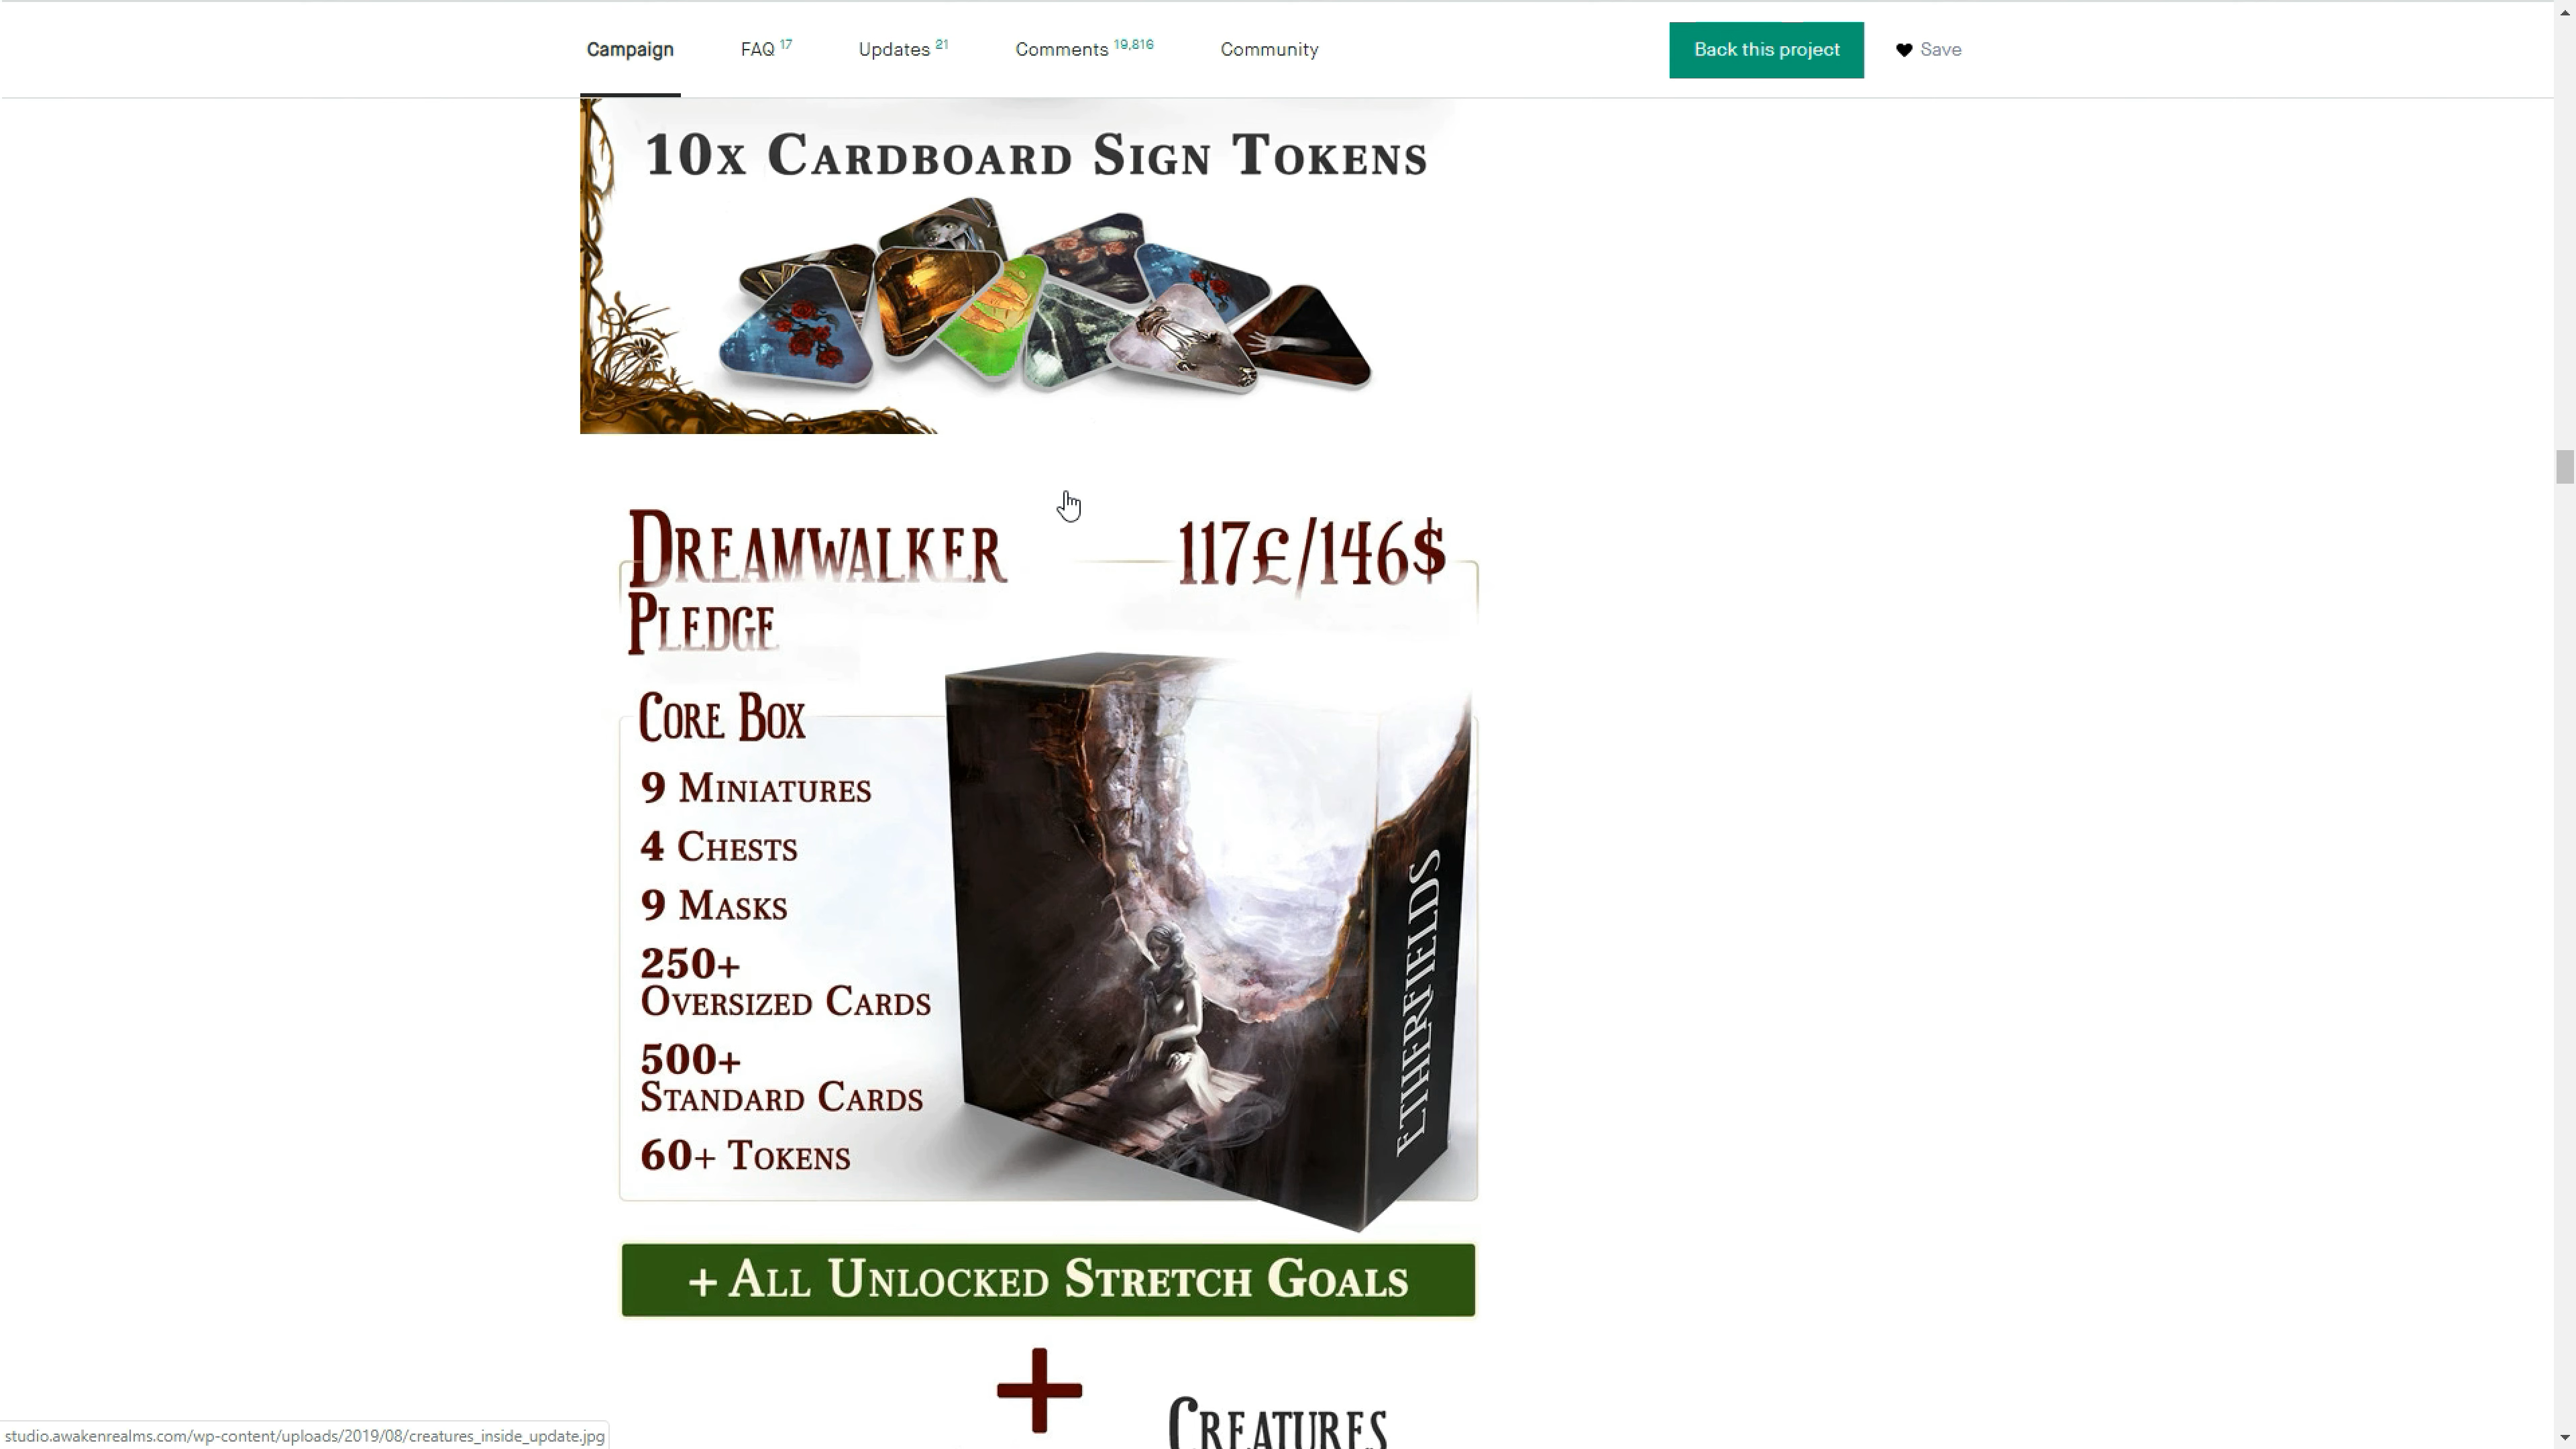 Campaign FAQ 17 Updates 21 Comments 19,816 Community Back this project Save
10x Cardboard Sign Tokens
Dreamwalker 117£/146$
Pledge
Core Box
9 Miniatures
4 Chests
9 Masks
250+
Oversized Cards
500+
Standard Cards
60+ Tokens
ETHERFIELDS
+ All Unlocked Stretch Goals
+
Creatures
studio.awakenrealms.com/wp-content/uploads/2019/08/creatures_inside_update.jpg